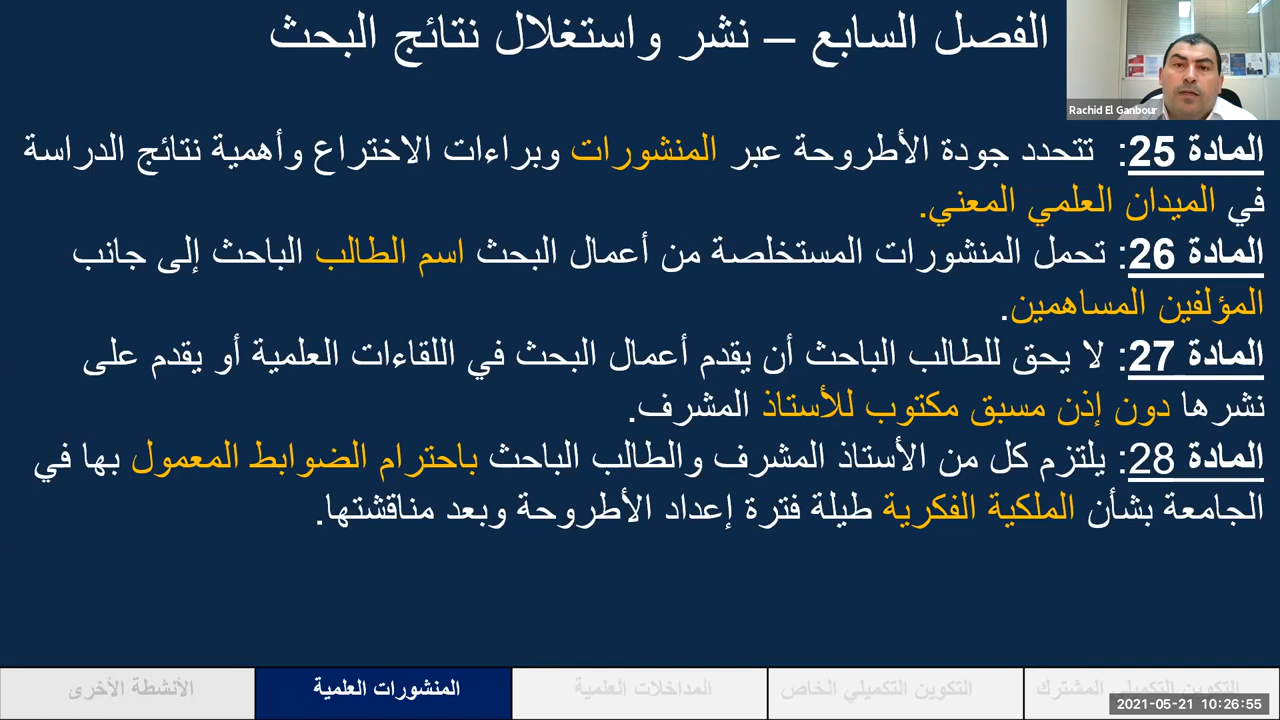 الفصل السابع – نشر واستغلال نتائج البحث
Rachid El Ganbour
المادة 25: تتحدد جودة الأطروحة عبر المنشورات وبراءات الاختراع وأهمية نتائج الدراسة
في الميدان العلمي المعني.
المادة 26: تحمل المنشورات المستخلصة من أعمال البحث اسم الطالب الباحث إلى جانب
المؤلفين المساهمين.
المادة 27: لا يحق للطالب الباحث أن يقدم أعمال البحث في اللقاءات العلمية أو يقدم على
نشرها دون إذن مسبق مكتوب للأستاذ المشرف.
المادة 28: يلتزم كل من الأستاذ المشرف والطالب الباحث باحترام الضوابط المعمول بها في
الجامعة بشأن الملكية الفكرية طيلة فترة إعداد الأطروحة وبعد مناقشتها.
التكوين التكميلي المشترك
التكوين التكميلي الخاص
المداخلات العلمية
المنشورات العلمية
الأنشطة الأخرى
2021-05-21 10:26:55